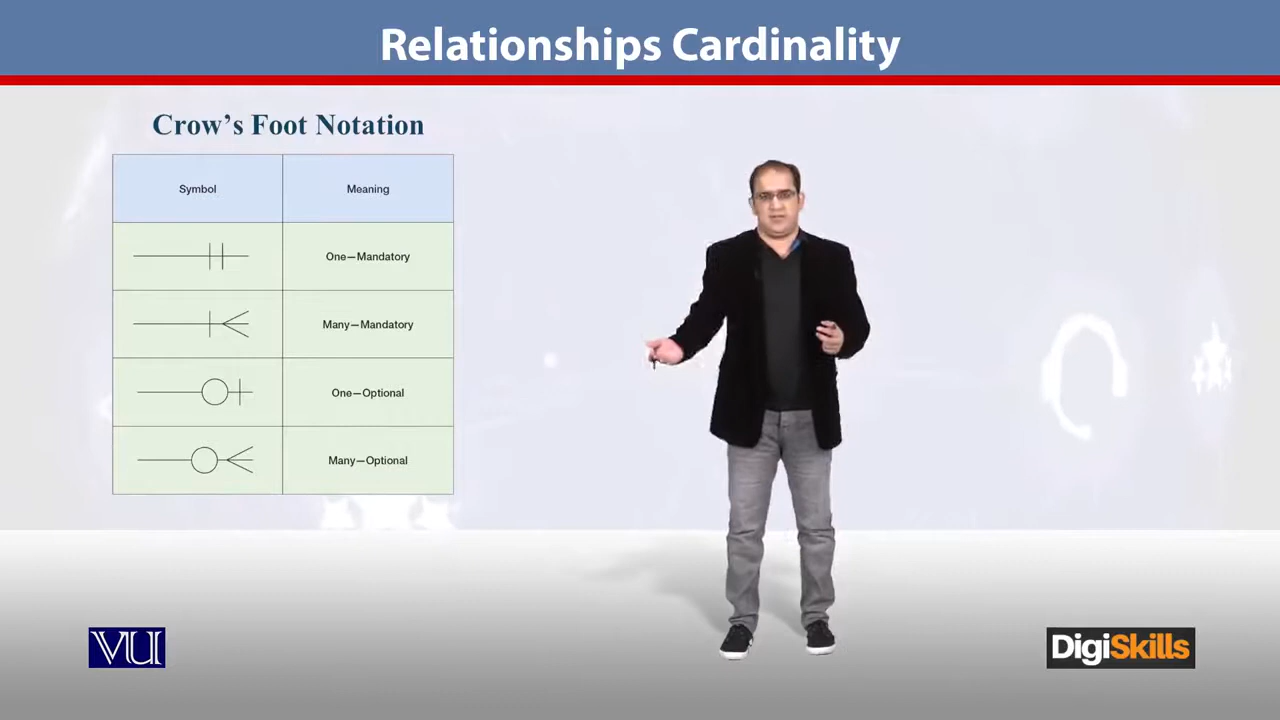 Relationships Cardinality
Crow's Foot Notation
Symbol Meaning
One—Mandatory
Many—Mandatory
One—Optional
Many—Optional
VU
DigiSkills